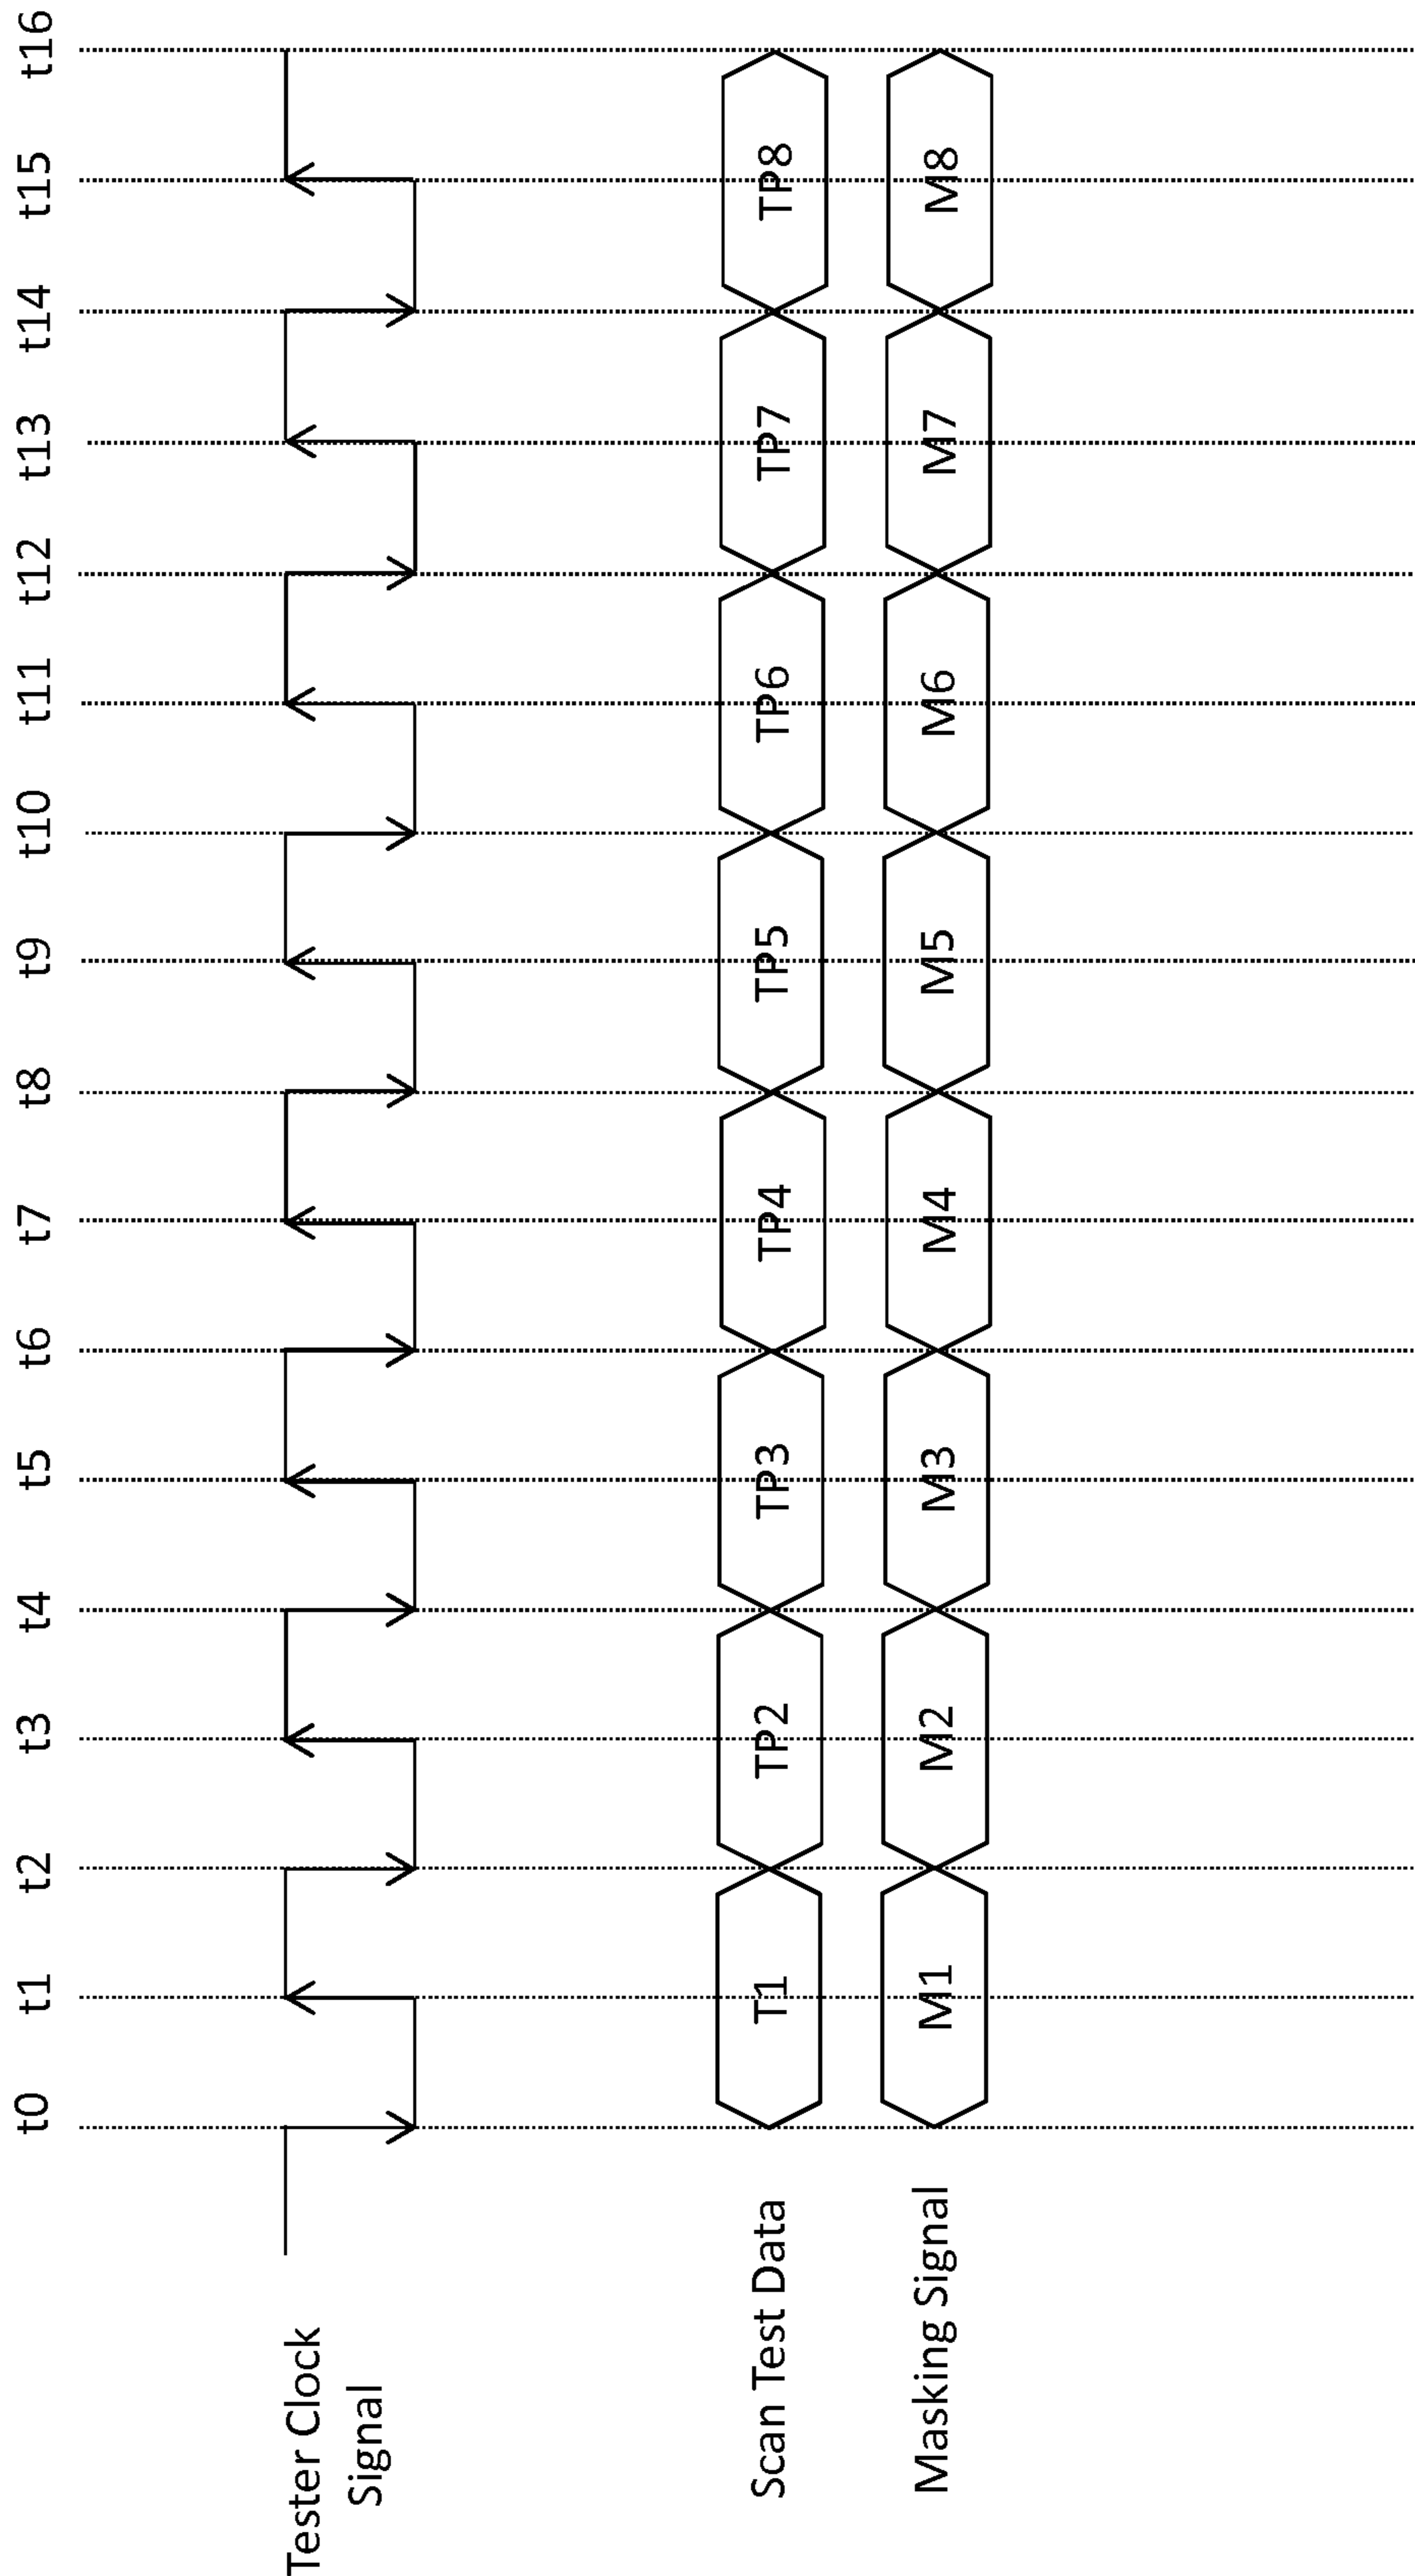 t0 t1 t2 t3 t4 t5 t6 t7 t8 t9 t10 t11 t12 t13 t14 t15 t16
Tester Clock
Signal
Scan Test Data T1 TP2 TP3 TP4 TP5 TP6 TP7 TP8
Masking Signal M1 M2 M3 M4 M5 M6 M7 M8